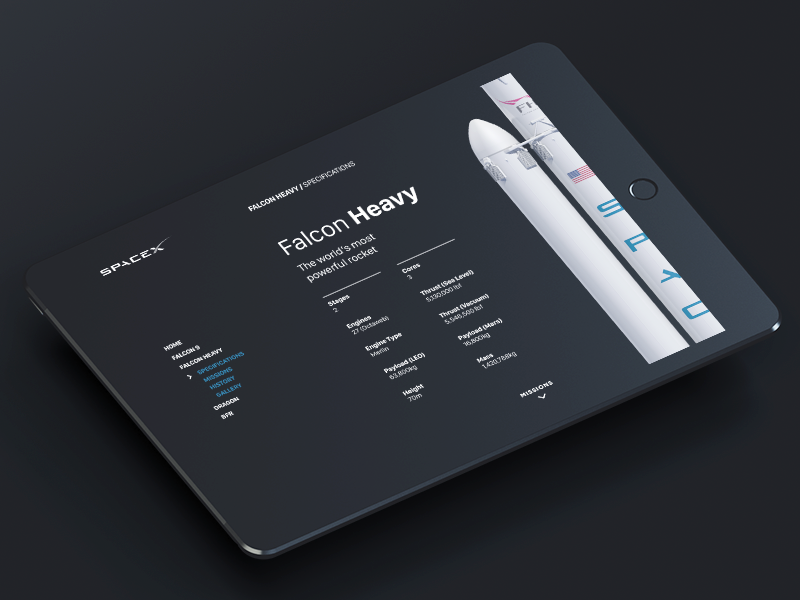 SPACEX
FALCON HEAVY / SPECIFICATIONS
HOME
FALCON 9
FALCON HEAVY
SPECIFICATIONS
MISSIONS
HISTORY
GALLERY
DRAGON
BFR
Falcon Heavy
The world's most
powerful rocket
Stages
2
Engines
27 (Octaweb)
Engine Type
Merlin
Payload (LEO)
63,800kg
Height
70m
Cores
3
Thrust (Sea Level)
5,130,000 lbf
Thrust (Vacuum)
5,548,500 lbf
Payload (Mars)
16,800kg
Mass
1,420,788kg
MISSIONS
FH
S P A C